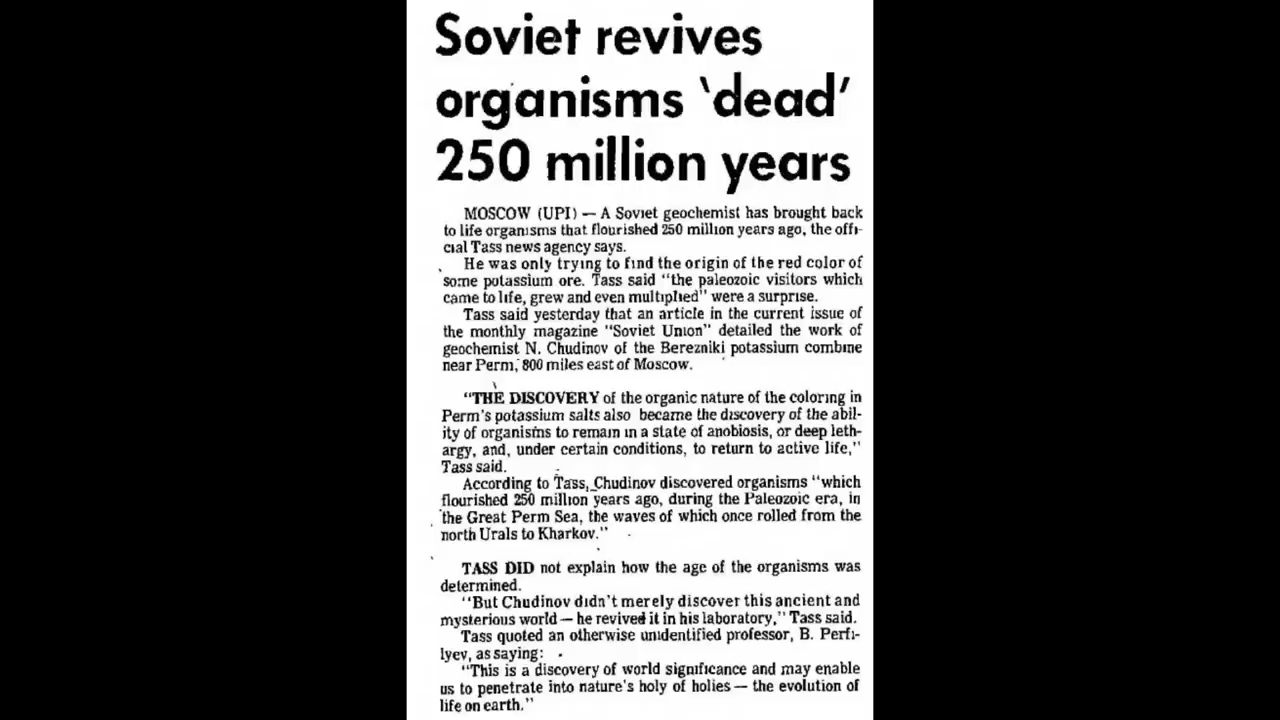 Soviet revives
organisms 'dead'
250 million years
MOSCOW (UPI) — A Soviet geochemist has brought back
to life organisms that flourished 250 million years ago, the offi-
cial Tass news agency says.
He was only trying to find the origin of the red color of
some potassium ore. Tass said "the paleozoic visitors which
came to life, grew and even multiplied" were a surprise.
Tass said yesterday that an article in the current issue of
the monthly magazine "Soviet Union" detailed the work of
geochemist N. Chudinov of the Berezniki potassium combine
near Perm, 800 miles east of Moscow.
"THE DISCOVERY of the organic nature of the coloring in
Perm's potassium salts also became the discovery of the abil-
ity of organisms to remain in a state of anobiosis, or deep leth-
argy, and, under certain conditions, to return to active life,"
Tass said.
According to Tass, Chudinov discovered organisms "which
flourished 250 million years ago, during the Paleozoic era, in
the Great Perm Sea, the waves of which once rolled from the
north Urals to Kharkov."
TASS DID not explain how the age of the organisms was
determined.
"But Chudinov didn't merely discover this ancient and
mysterious world — he revived it in his laboratory," Tass said.
Tass quoted an otherwise unidentified professor, B. Perfi-
lyev, as saying:
"This is a discovery of world significance and may enable
us to penetrate into nature's holy of holies — the evolution of
life on earth."